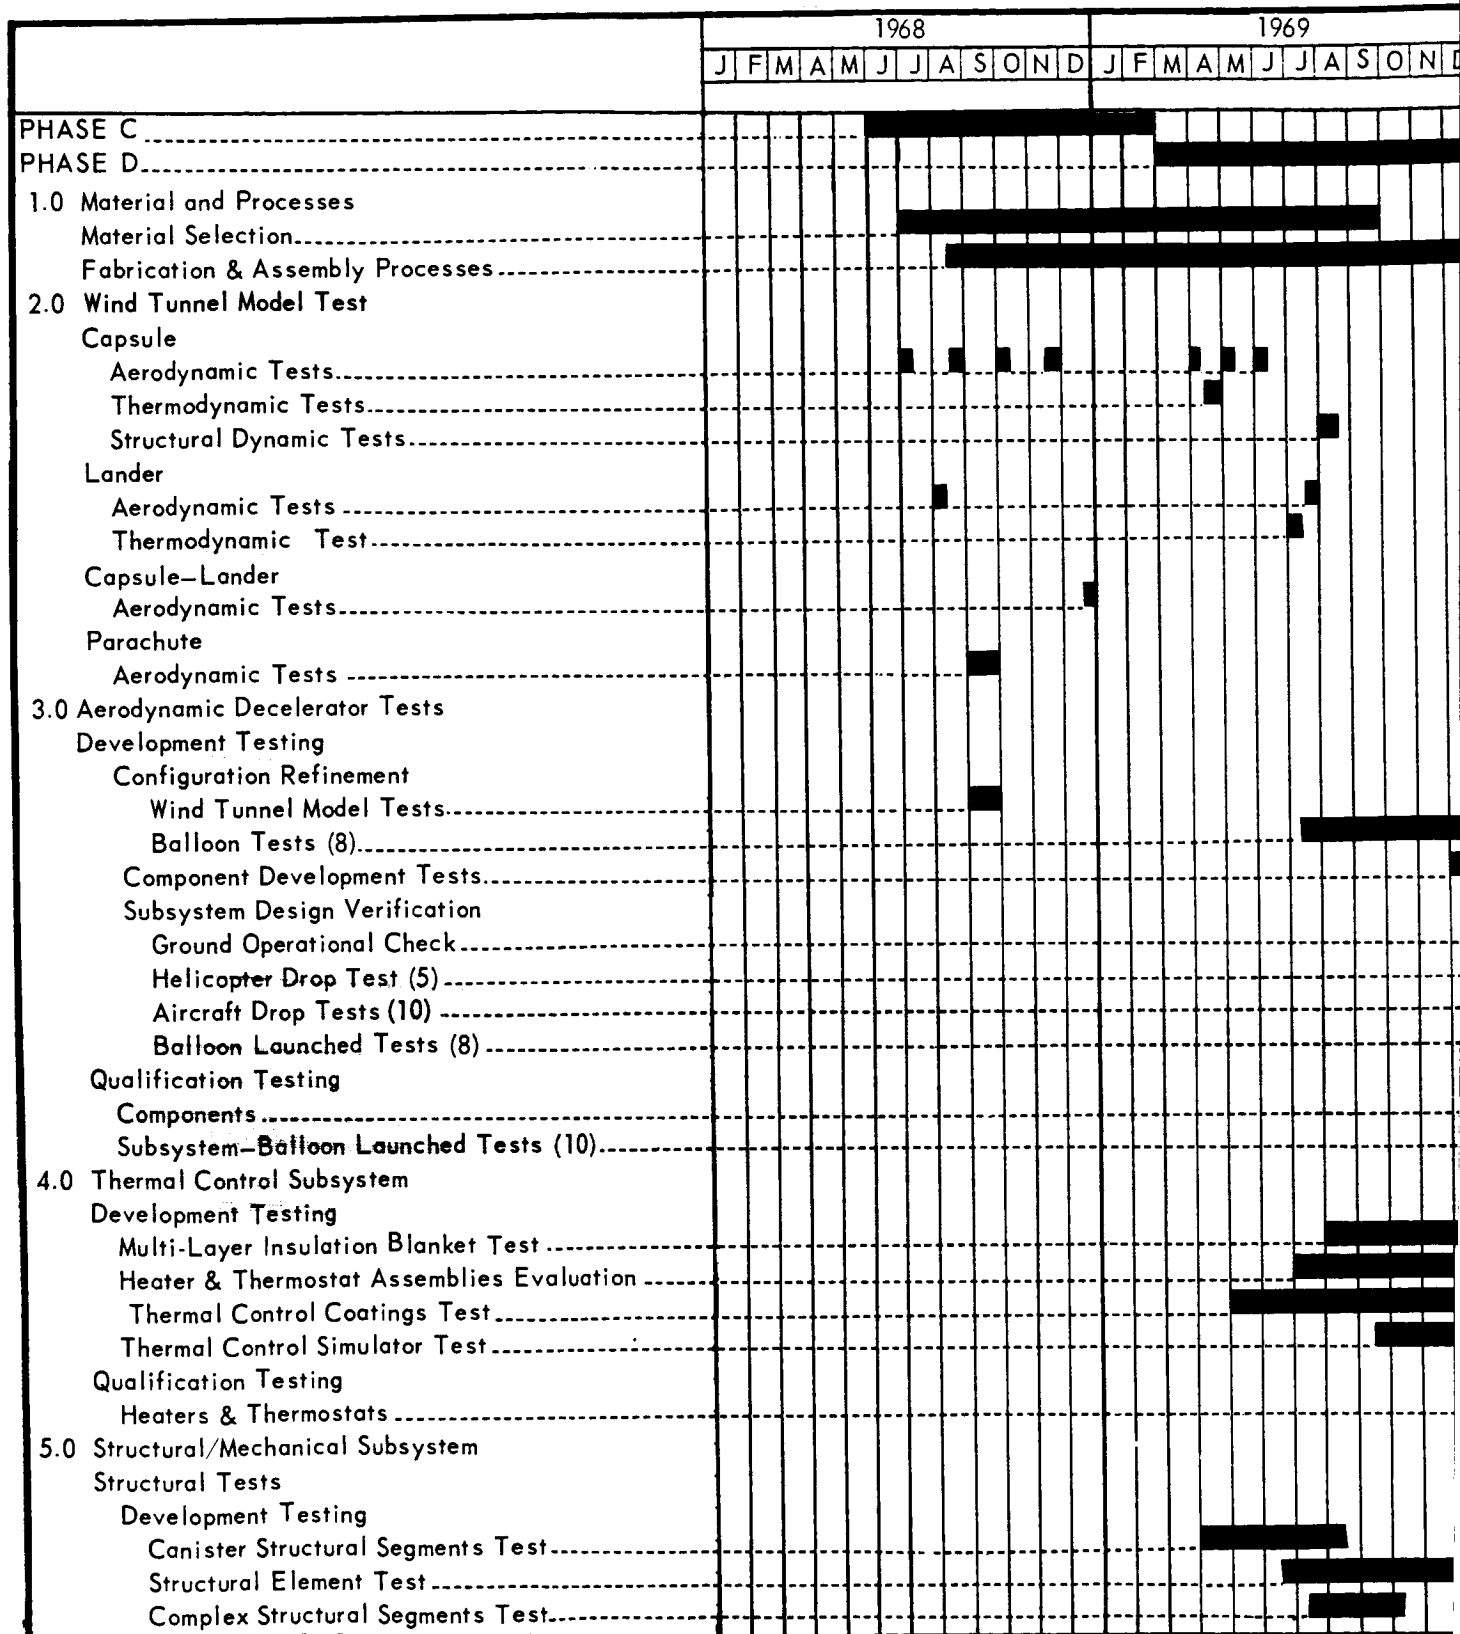 1968 1969
J F M A M J J A S O N D J F M A M J J A S O N D
PHASE C
PHASE D
1.0 Material and Processes
Material Selection
Fabrication & Assembly Processes
2.0 Wind Tunnel Model Test
Capsule
Aerodynamic Tests
Thermodynamic Tests
Structural Dynamic Tests
Lander
Aerodynamic Tests
Thermodynamic Test
Capsule–Lander
Aerodynamic Tests
Parachute
Aerodynamic Tests
3.0 Aerodynamic Decelerator Tests
Development Testing
Configuration Refinement
Wind Tunnel Model Tests
Balloon Tests (8)
Component Development Tests
Subsystem Design Verification
Ground Operational Check
Helicopter Drop Test (5)
Aircraft Drop Tests (10)
Balloon Launched Tests (8)
Qualification Testing
Components
Subsystem–Balloon Launched Tests (10)
4.0 Thermal Control Subsystem
Development Testing
Multi-Layer Insulation Blanket Test
Heater & Thermostat Assemblies Evaluation
Thermal Control Coatings Test
Thermal Control Simulator Test
Qualification Testing
Heaters & Thermostats
5.0 Structural/Mechanical Subsystem
Structural Tests
Development Testing
Canister Structural Segments Test
Structural Element Test
Complex Structural Segments Test